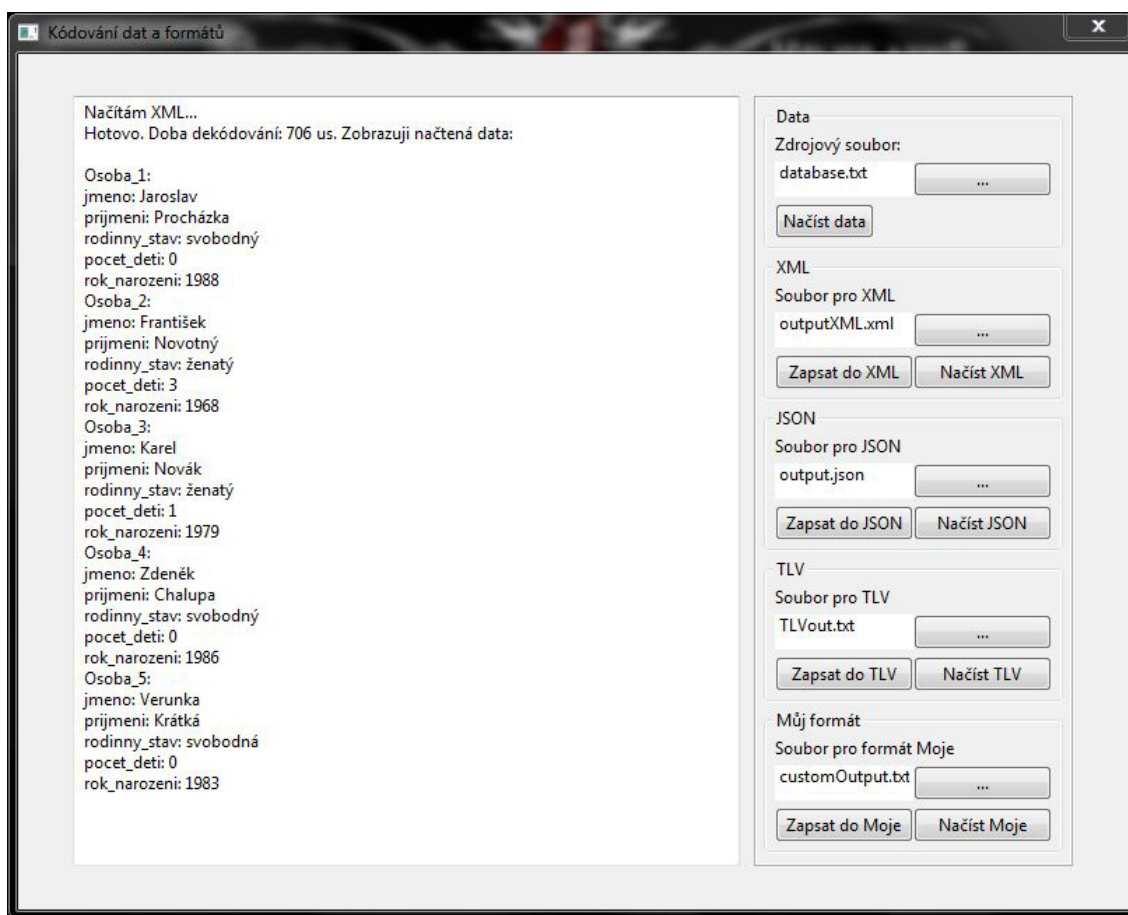 Kódování dat a formátů
x
Načítám XML...
Hotovo. Doba dekódování: 706 us. Zobrazuji načtená data:
Osoba_1:
jmeno: Jaroslav
prijmeni: Procházka
rodinny_stav: svobodný
pocet_deti: 0
rok_narozeni: 1988
Osoba_2:
jmeno: František
prijmeni: Novotný
rodinny_stav: ženatý
pocet_deti: 3
rok_narozeni: 1968
Osoba_3:
jmeno: Karel
prijmeni: Novák
rodinny_stav: ženatý
pocet_deti: 1
rok_narozeni: 1979
Osoba_4:
jmeno: Zdeněk
prijmeni: Chalupa
rodinny_stav: svobodný
pocet_deti: 0
rok_narozeni: 1986
Osoba_5:
jmeno: Verunka
prijmeni: Krátká
rodinny_stav: svobodná
pocet_deti: 0
rok_narozeni: 1983
Data
Zdrojový soubor:
database.txt ...
Načíst data
XML
Soubor pro XML
outputXML.xml ...
Zapsat do XML Načíst XML
JSON
Soubor pro JSON
output.json ...
Zapsat do JSON Načíst JSON
TLV
Soubor pro TLV
TLVout.txt ...
Zapsat do TLV Načíst TLV
Můj formát
Soubor pro formát Moje
customOutput.txt ...
Zapsat do Moje Načíst Moje